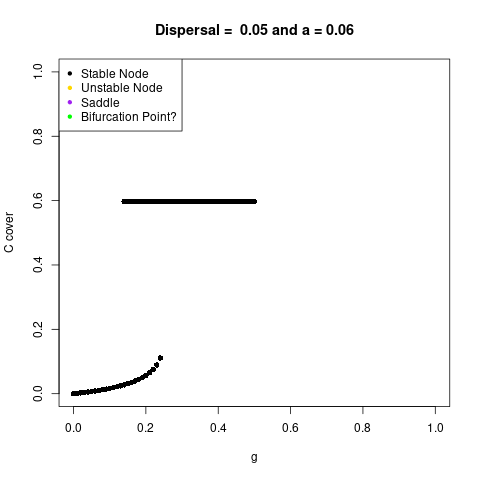 Dispersal =  0.05 and a = 0.06
Stable Node
Unstable Node
Saddle
Bifurcation Point?
C cover
1.0
0.8
0.6
0.4
0.2
0.0
0.0 0.2 0.4 0.6 0.8 1.0
g